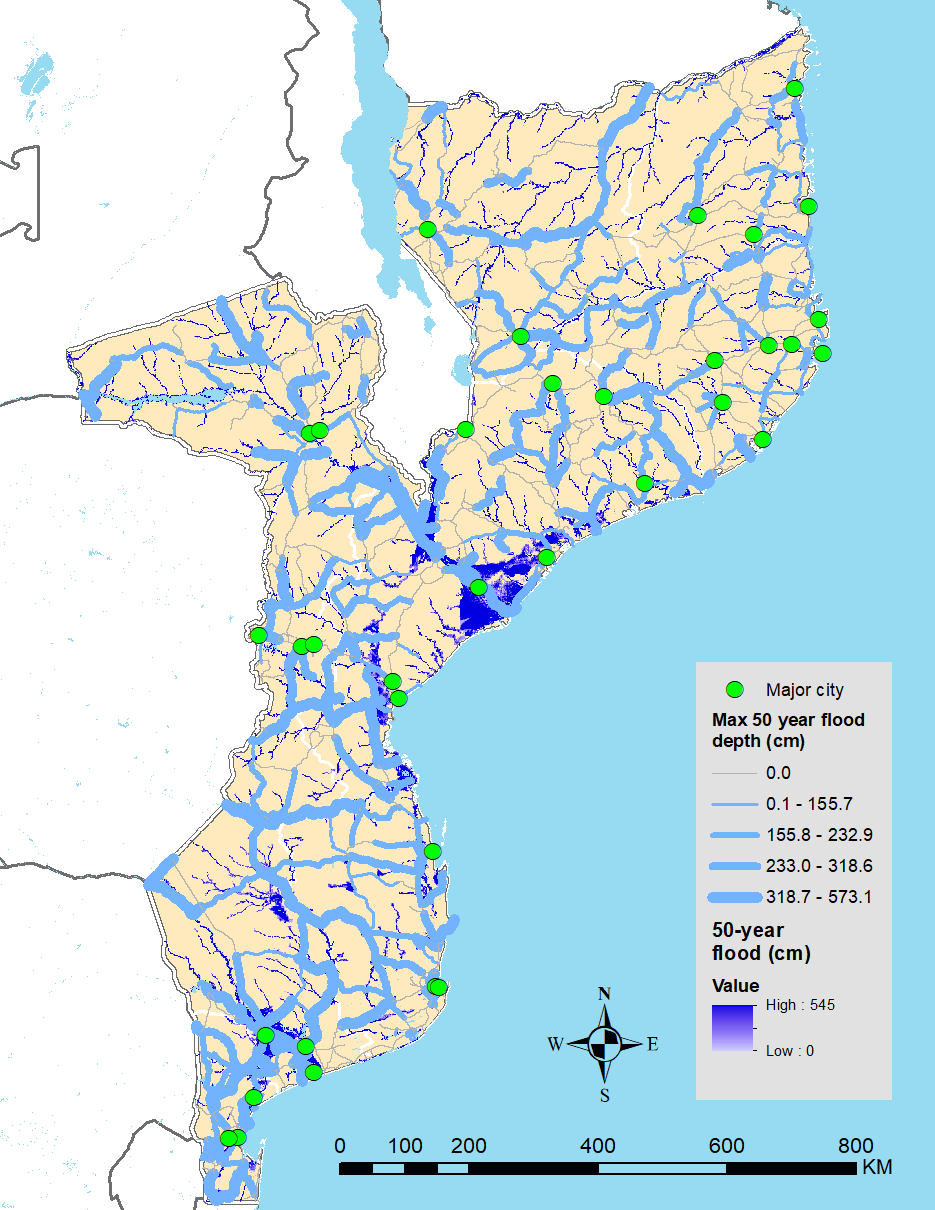 Major city
Max 50 year flood
depth (cm)
0.0
0.1 - 155.7
155.8 - 232.9
233.0 - 318.6
318.7 - 573.1
50-year
flood (cm)
Value
High : 545
Low : 0
N
W E
S
0 100 200 400 600 800
KM